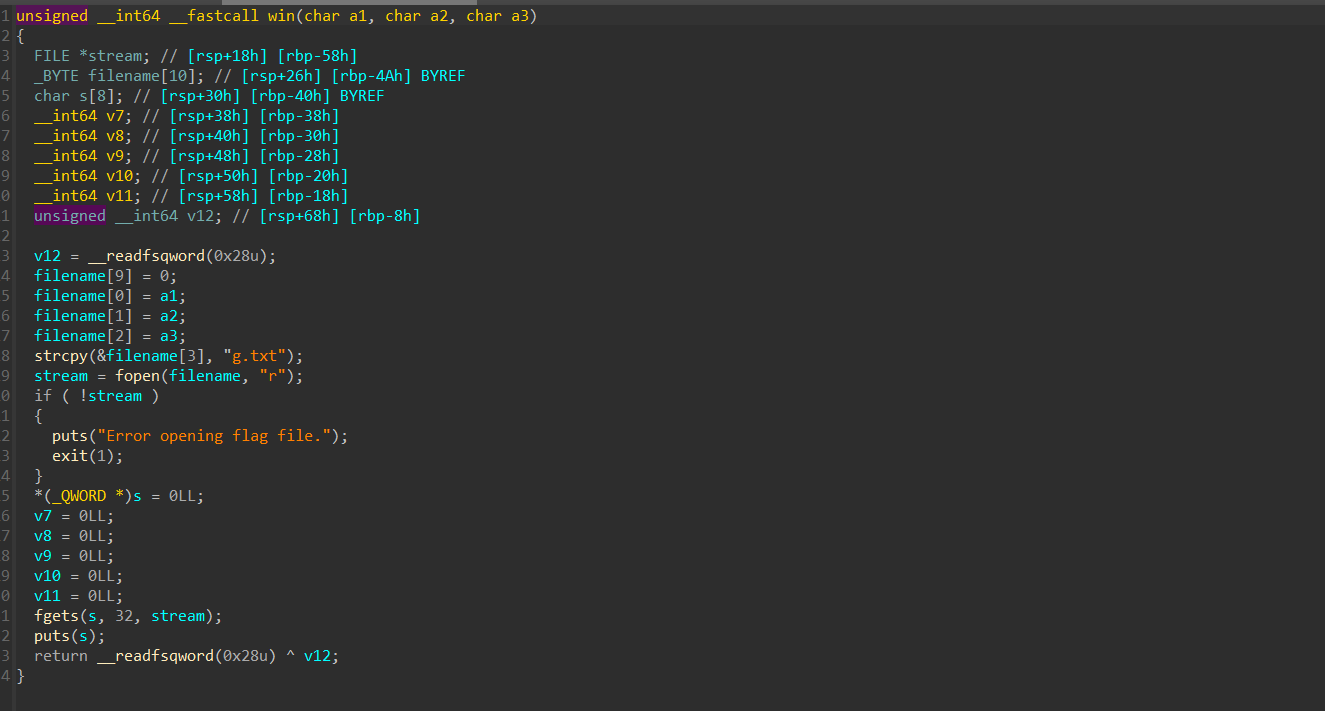 1 unsigned __int64 __fastcall win(char a1, char a2, char a3)
2 {
3 FILE *stream; // [rsp+18h] [rbp-58h]
4 _BYTE filename[10]; // [rsp+26h] [rbp-4Ah] BYREF
5 char s[8]; // [rsp+30h] [rbp-40h] BYREF
6 __int64 v7; // [rsp+38h] [rbp-38h]
7 __int64 v8; // [rsp+40h] [rbp-30h]
8 __int64 v9; // [rsp+48h] [rbp-28h]
9 __int64 v10; // [rsp+50h] [rbp-20h]
0 __int64 v11; // [rsp+58h] [rbp-18h]
1 unsigned __int64 v12; // [rsp+68h] [rbp-8h]
2
3 v12 = __readfsqword(0x28u);
4 filename[9] = 0;
5 filename[0] = a1;
6 filename[1] = a2;
7 filename[2] = a3;
8 strcpy(&filename[3], "g.txt");
9 stream = fopen(filename, "r");
0 if ( !stream )
1 {
2 puts("Error opening flag file.");
3 exit(1);
4 }
5 *(_QWORD *)s = 0LL;
6 v7 = 0LL;
7 v8 = 0LL;
8 v9 = 0LL;
9 v10 = 0LL;
0 v11 = 0LL;
1 fgets(s, 32, stream);
2 puts(s);
3 return __readfsqword(0x28u) ^ v12;
4 }